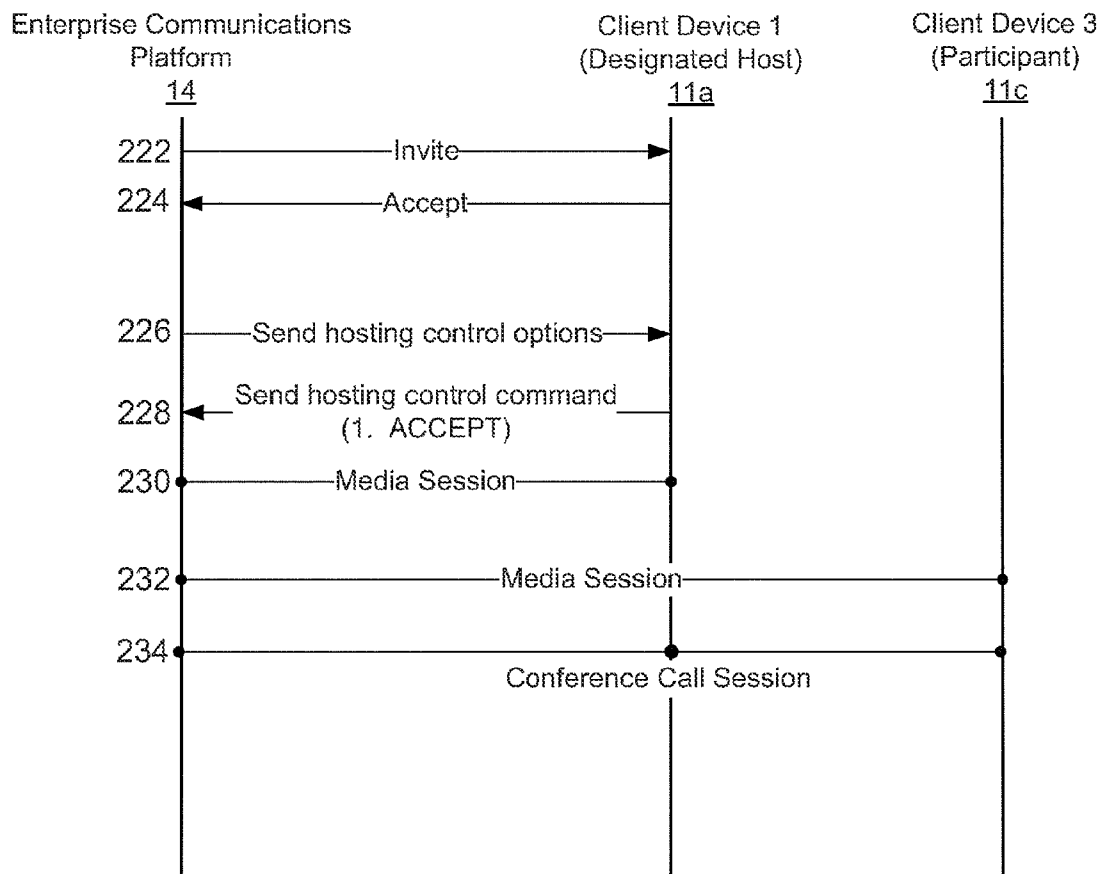 Enterprise Communications
Platform
14
Client Device 1
(Designated Host)
11a
Client Device 3
(Participant)
11c
222 Invite
224 Accept
226 Send hosting control options
228 Send hosting control command
(1. ACCEPT)
230 Media Session
232 Media Session
234
Conference Call Session